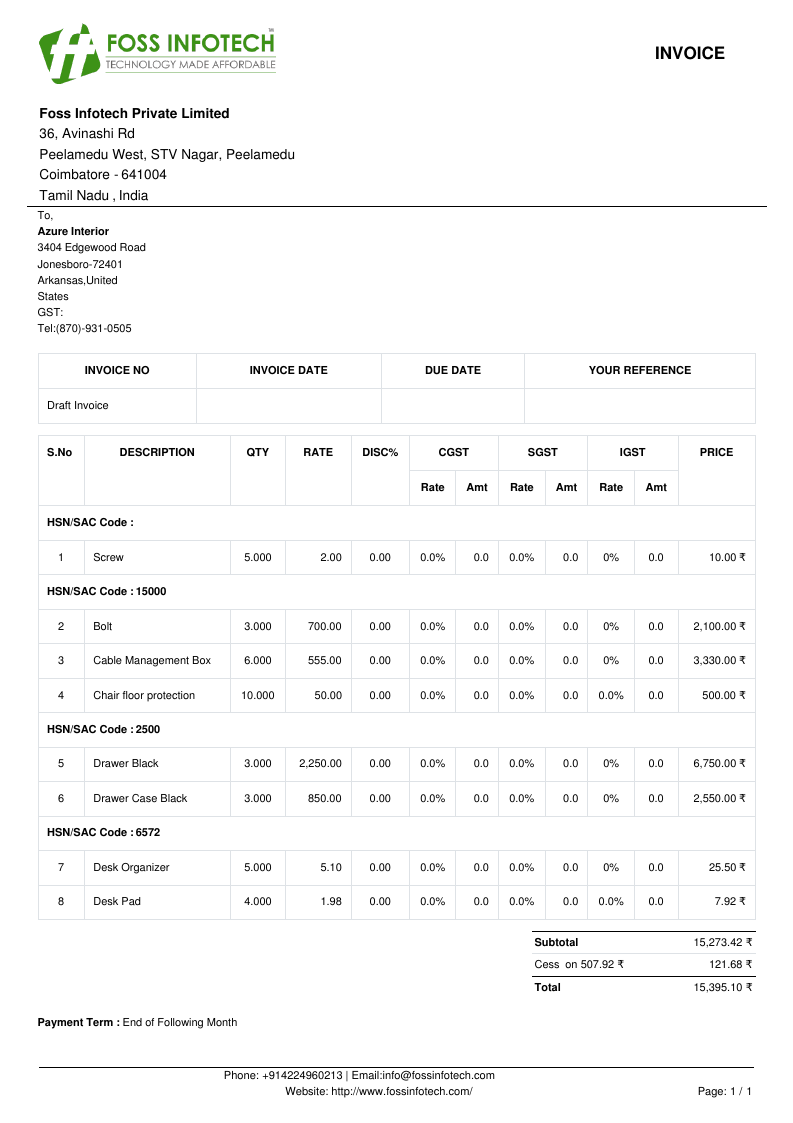 FOSS INFOTECH
TECHNOLOGY MADE AFFORDABLE
INVOICE
Foss Infotech Private Limited
36, Avinashi Rd
Peelamedu West, STV Nagar, Peelamedu
Coimbatore - 641004
Tamil Nadu , India
To,
Azure Interior
3404 Edgewood Road
Jonesboro-72401
Arkansas,United
States
GST:
Tel:(870)-931-0505
INVOICE NO INVOICE DATE DUE DATE YOUR REFERENCE
Draft Invoice
S.No DESCRIPTION QTY RATE DISC% CGST SGST IGST PRICE
Rate Amt Rate Amt Rate Amt
HSN/SAC Code :
1 Screw 5.000 2.00 0.00 0.0% 0.0 0.0% 0.0 0% 0.0 10.00 ₹
HSN/SAC Code : 15000
2 Bolt 3.000 700.00 0.00 0.0% 0.0 0.0% 0.0 0% 0.0 2,100.00 ₹
3 Cable Management Box 6.000 555.00 0.00 0.0% 0.0 0.0% 0.0 0% 0.0 3,330.00 ₹
4 Chair floor protection 10.000 50.00 0.00 0.0% 0.0 0.0% 0.0 0.0% 0.0 500.00 ₹
HSN/SAC Code : 2500
5 Drawer Black 3.000 2,250.00 0.00 0.0% 0.0 0.0% 0.0 0% 0.0 6,750.00 ₹
6 Drawer Case Black 3.000 850.00 0.00 0.0% 0.0 0.0% 0.0 0% 0.0 2,550.00 ₹
HSN/SAC Code : 6572
7 Desk Organizer 5.000 5.10 0.00 0.0% 0.0 0.0% 0.0 0% 0.0 25.50 ₹
8 Desk Pad 4.000 1.98 0.00 0.0% 0.0 0.0% 0.0 0.0% 0.0 7.92 ₹
Subtotal 15,273.42 ₹
Cess on 507.92 ₹ 121.68 ₹
Total 15,395.10 ₹
Payment Term : End of Following Month
Phone: +914224960213 | Email:info@fossinfotech.com
Website: http://www.fossinfotech.com/ Page: 1 / 1